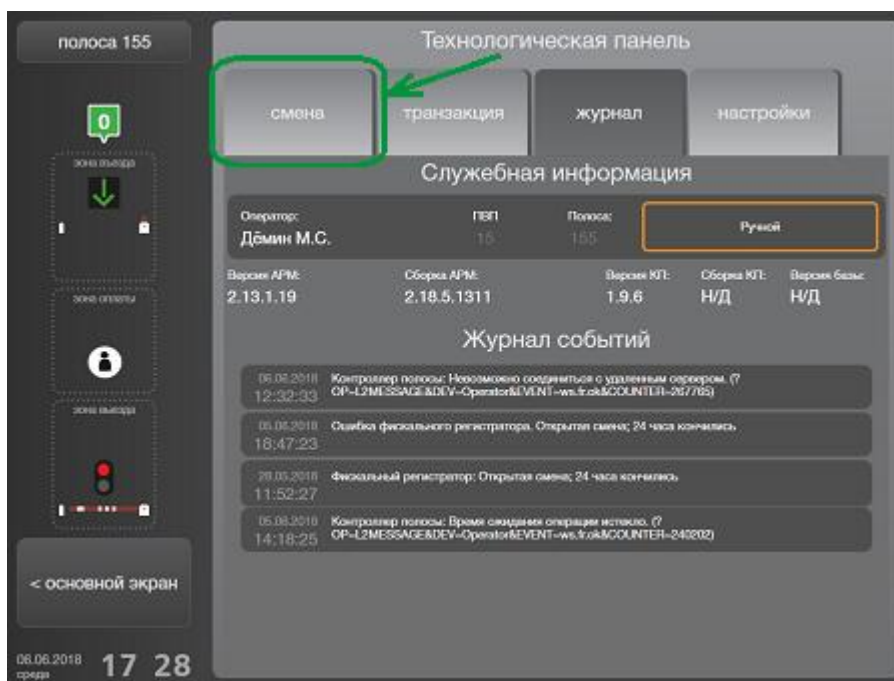 полоса 155
0
зона въезда
зона оплаты
зона выезда
< основной экран
06.06.2018
среда
17 28
Технологическая панель
смена
транзакция
журнал
настройки
Служебная информация
Оператор:
ПВП
Полоса:
Дёмин М.С.
15
155
Ручной
Версия АРМ:
Сборка АРМ:
Версия КП:
Сборка КП:
Версия базы:
2.13.1.19
2.18.5.1311
1.9.6
Н/Д
Н/Д
Журнал событий
06.06.2018
12:32:33
Контроллер полосы: Невозможно соединиться с удаленным сервером. (?
OP=L2MESSAGE&DEV=Operator&EVENT=ws.fr.ok&COUNTER=267765)
05.06.2018
18:47:23
Ошибка фискального регистратора. Открытая смена; 24 часа кончились
11:52:27
Фискальный регистратор: Открытая смена; 24 часа кончились
14:18:25
Контроллер полосы: Время ожидания операции истекло. (?
OP=L2MESSAGE&DEV=Operator&EVENT=ws.fr.ok&COUNTER=240202)